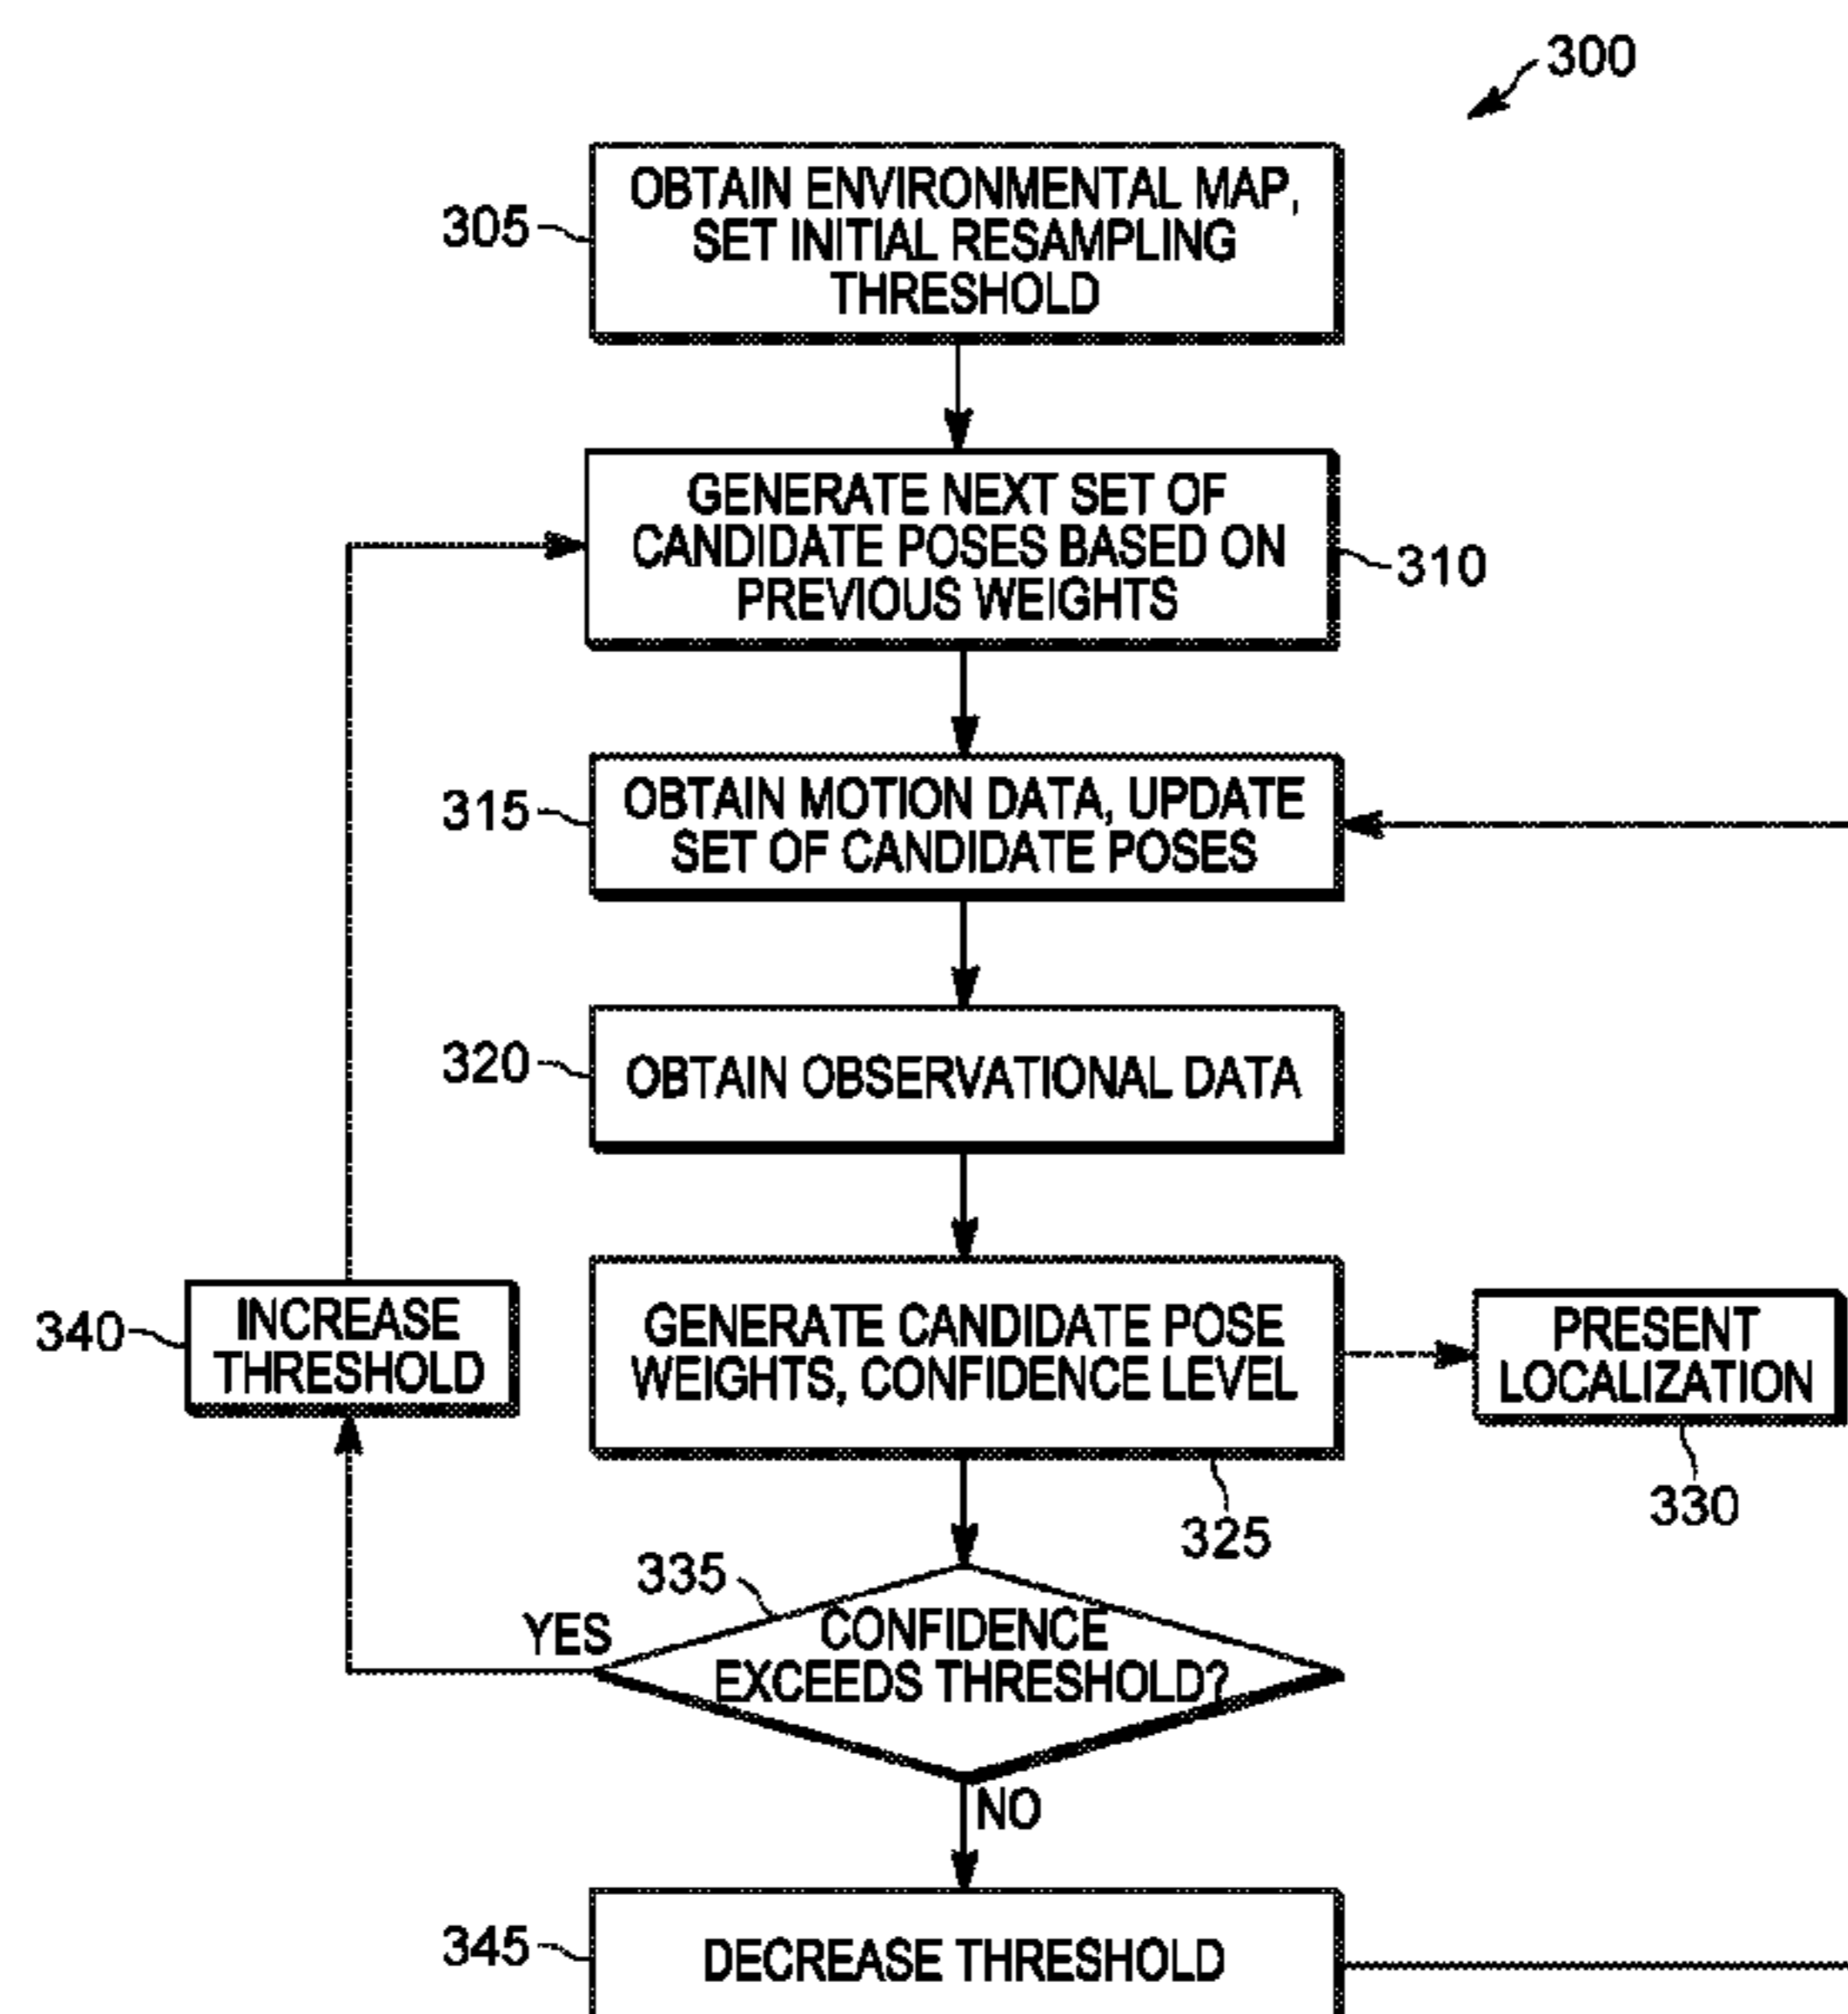 300
305
OBTAIN ENVIRONMENTAL MAP,
SET INITIAL RESAMPLING
THRESHOLD
GENERATE NEXT SET OF
CANDIDATE POSES BASED ON
PREVIOUS WEIGHTS
310
315
OBTAIN MOTION DATA, UPDATE
SET OF CANDIDATE POSES
320
OBTAIN OBSERVATIONAL DATA
340
INCREASE
THRESHOLD
GENERATE CANDIDATE POSE
WEIGHTS, CONFIDENCE LEVEL
325
PRESENT
LOCALIZATION
330
335
CONFIDENCE
EXCEEDS THRESHOLD?
YES
NO
345
DECREASE THRESHOLD